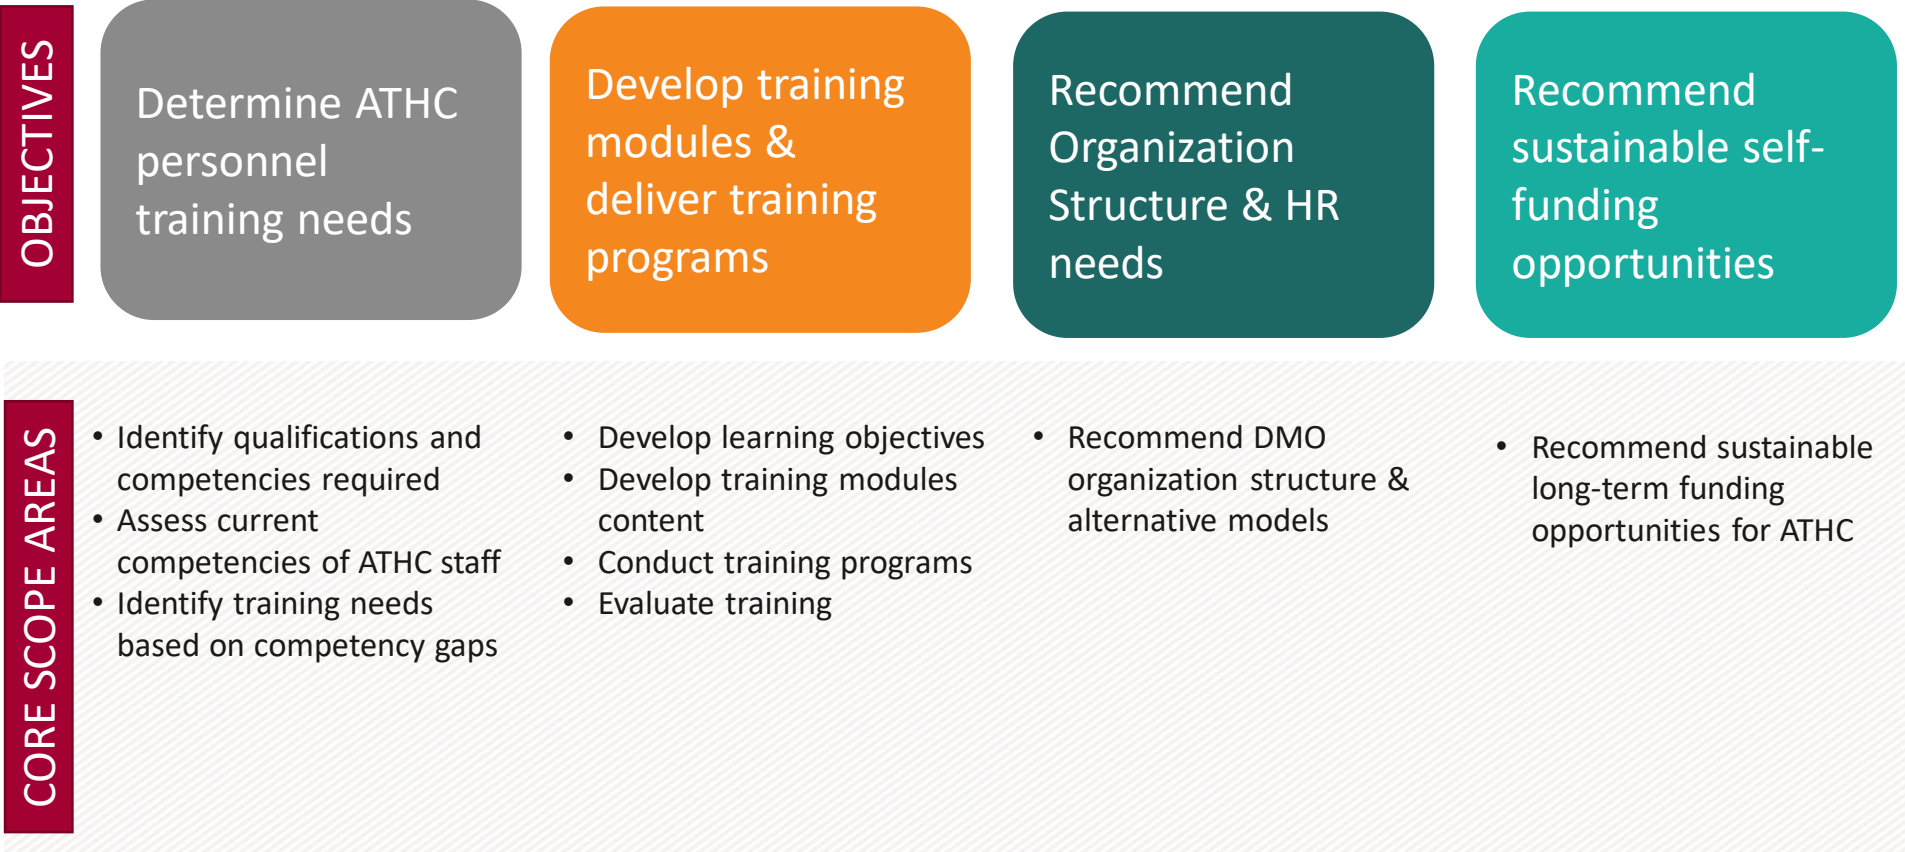 OBJECTIVES
Determine ATHC
personnel
training needs
Develop training
modules &
deliver training
programs
Recommend
Organization
Structure & HR
needs
Recommend
sustainable self-
funding
opportunities
CORE SCOPE AREAS
• Identify qualifications and
competencies required
• Assess current
competencies of ATHC staff
• Identify training needs
based on competency gaps
• Develop learning objectives
• Develop training modules
content
• Conduct training programs
• Evaluate training
• Recommend DMO
organization structure &
alternative models
• Recommend sustainable
long-term funding
opportunities for ATHC